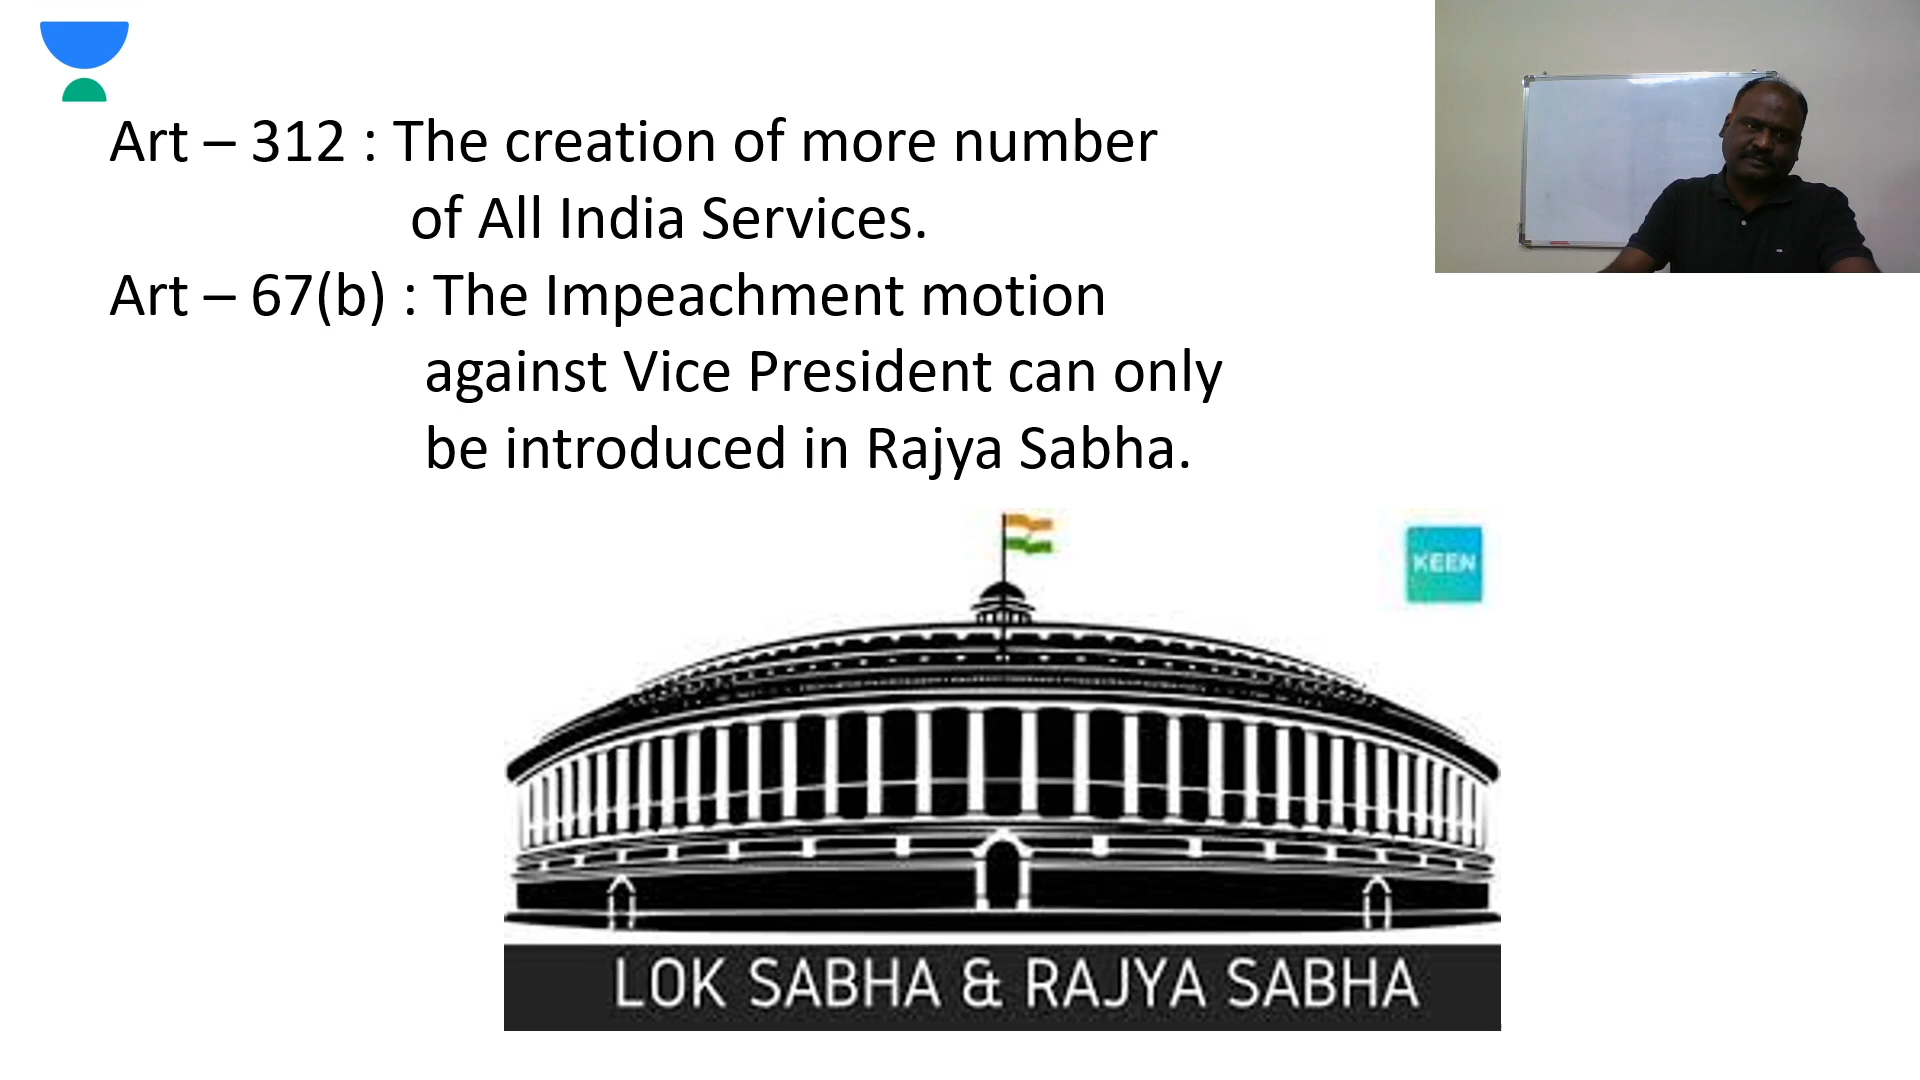 Art – 312 : The creation of more number
of All India Services.
Art – 67(b) : The Impeachment motion
against Vice President can only
be introduced in Rajya Sabha.
KEEN
LOK SABHA & RAJYA SABHA